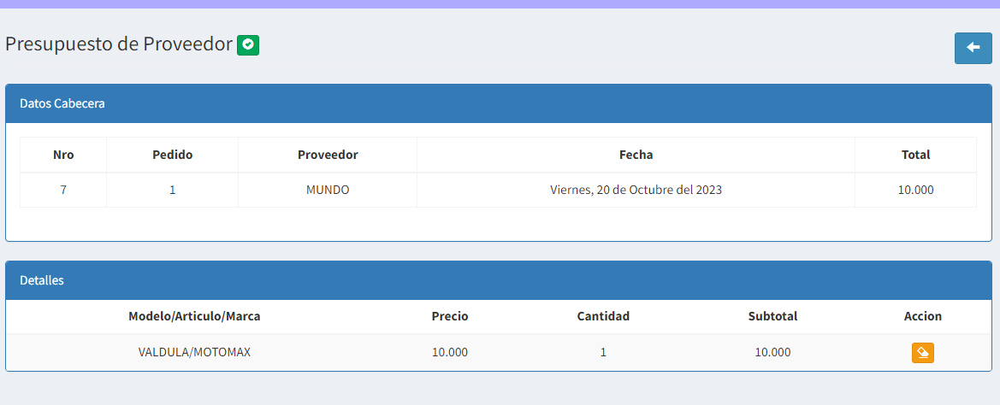 Presupuesto de Proveedor
Datos Cabecera
Nro Pedido Proveedor Fecha Total
7 1 MUNDO Viernes, 20 de Octubre del 2023 10.000
Detalles
Modelo/Articulo/Marca Precio Cantidad Subtotal Accion
VALDULA/MOTOMAX 10.000 1 10.000